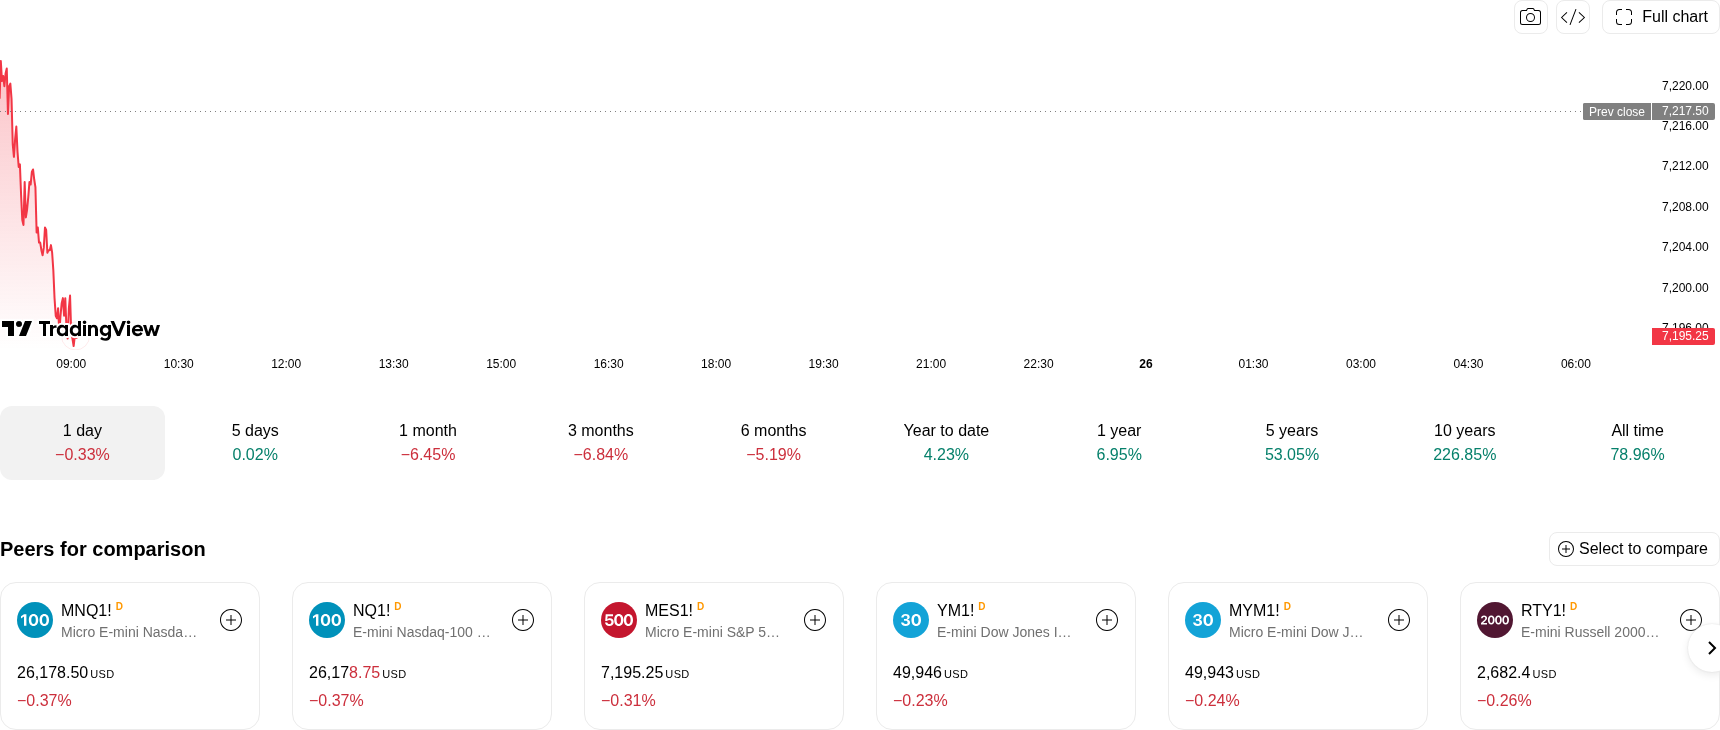 Full chart
7,220.00
Prev close 7,217.50
7,216.00
7,212.00
7,208.00
7,204.00
7,200.00
7,196.00
7,195.25
TradingView
09:00 10:30 12:00 13:30 15:00 16:30 18:00 19:30 21:00 22:30 26 01:30 03:00 04:30 06:00
1 day 5 days 1 month 3 months 6 months Year to date 1 year 5 years 10 years All time
−0.33% 0.02% −6.45% −6.84% −5.19% 4.23% 6.95% 53.05% 226.85% 78.96%
Peers for comparison
Select to compare
100 MNQ1! D
Micro E-mini Nasda…
26,178.50 USD
−0.37%
100 NQ1! D
E-mini Nasdaq-100 …
26,178.75 USD
−0.37%
500 MES1! D
Micro E-mini S&P 5…
7,195.25 USD
−0.31%
30 YM1! D
E-mini Dow Jones I…
49,946 USD
−0.23%
30 MYM1! D
Micro E-mini Dow J…
49,943 USD
−0.24%
2000 RTY1! D
E-mini Russell 2000…
2,682.4 USD
−0.26%